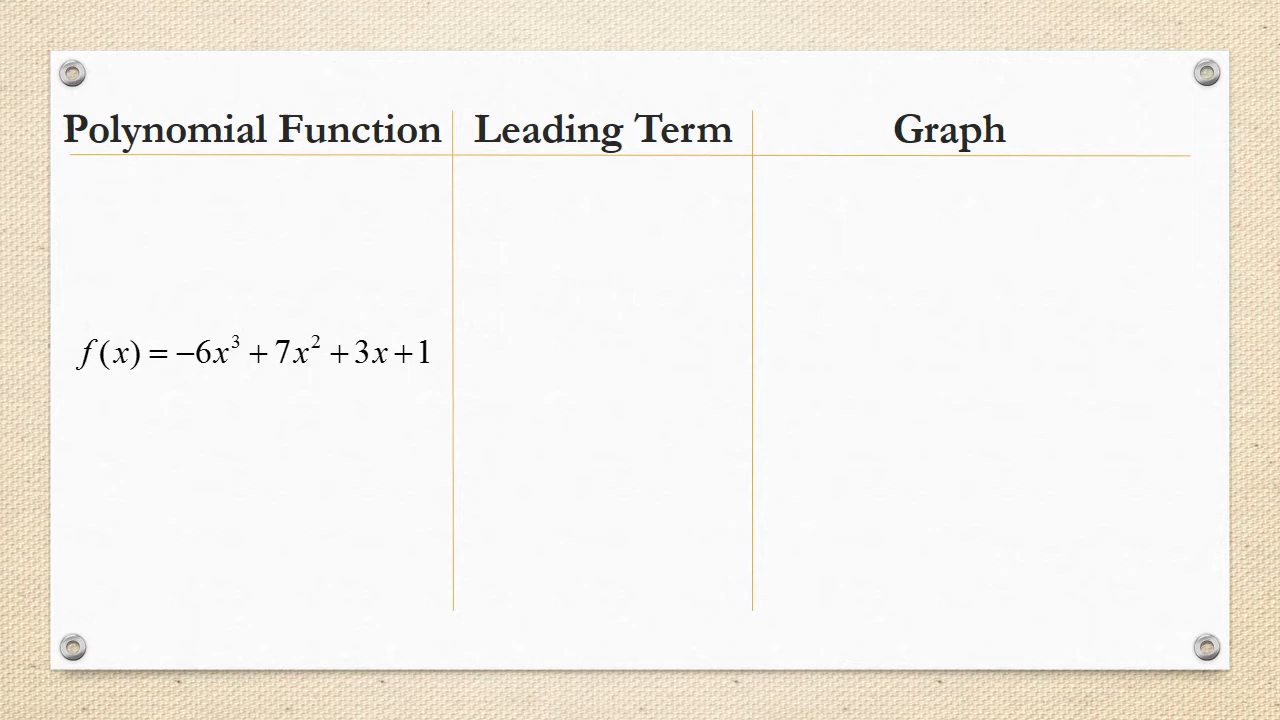 Polynomial Function Leading Term Graph
f(x) = −6x³ + 7x² + 3x + 1